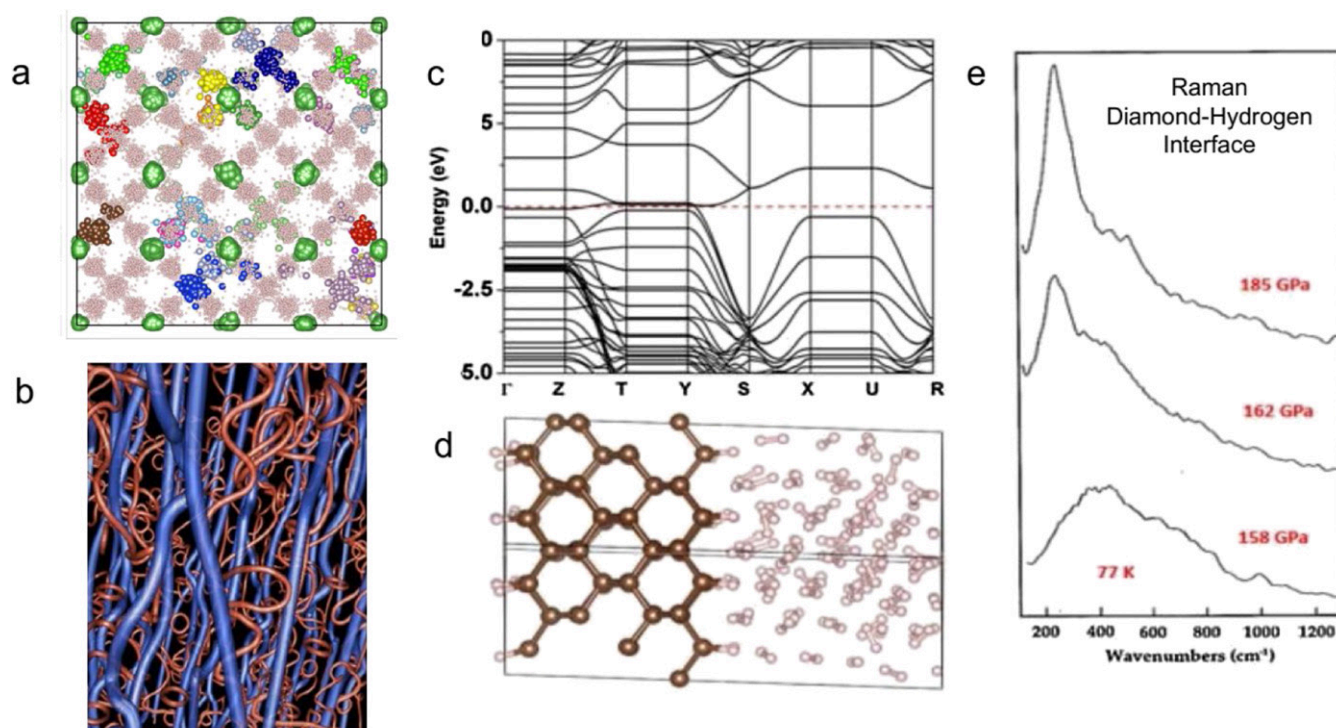 a
b
c
0
5
0.0
-2.5
5.0
Energy (eV)
Γ Z T Y S X U R
d
e
Raman
Diamond-Hydrogen
Interface
185 GPa
162 GPa
158 GPa
77 K
200 400 600 800 1000 1200
Wavenumbers (cm⁻¹)